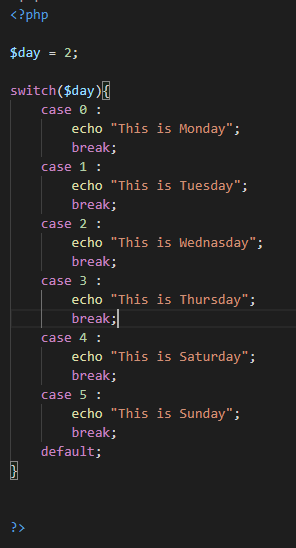 <?php
$day = 2;
switch($day){
case 0 :
echo "This is Monday";
break;
case 1 :
echo "This is Tuesday";
break;
case 2 :
echo "This is Wednasday";
break;
case 3 :
echo "This is Thursday";
break;
case 4 :
echo "This is Saturday";
break;
case 5 :
echo "This is Sunday";
break;
default;
}
?>